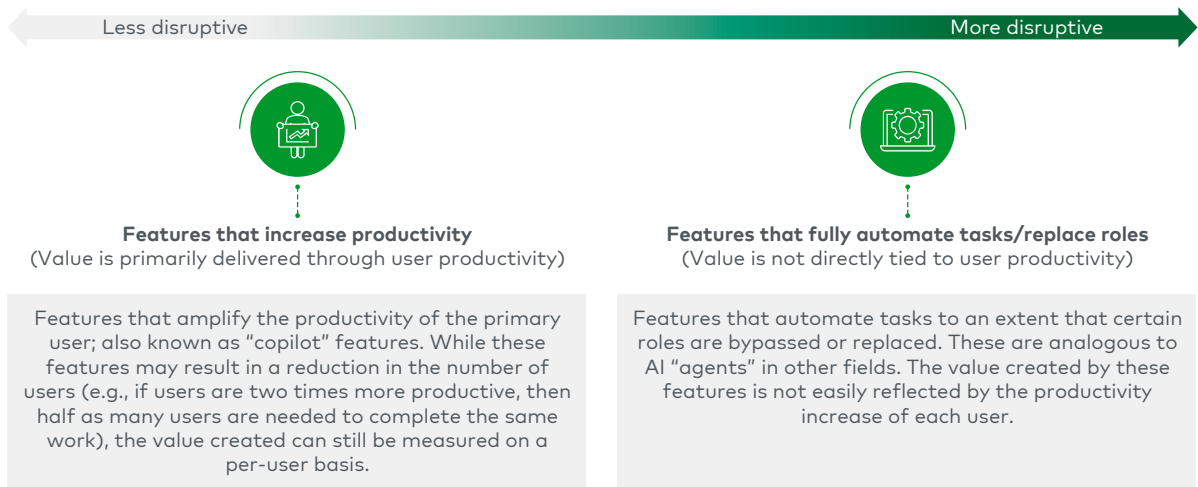 Less disruptive
More disruptive
Features that increase productivity
(Value is primarily delivered through user productivity)
Features that amplify the productivity of the primary
user; also known as “copilot” features. While these
features may result in a reduction in the number of
users (e.g., if users are two times more productive, then
half as many users are needed to complete the same
work), the value created can still be measured on a
per-user basis.
Features that fully automate tasks/replace roles
(Value is not directly tied to user productivity)
Features that automate tasks to an extent that certain
roles are bypassed or replaced. These are analogous to
AI “agents” in other fields. The value created by these
features is not easily reflected by the productivity
increase of each user.